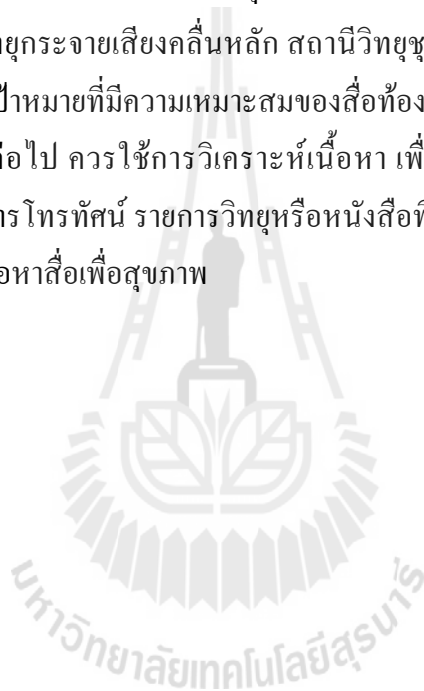 ยุกระจายเสียงคลื่นหลัก สถานีวิทยุชุ
ป้าหมายที่มีความเหมาะสมของสื่อท้อง
ต่อไป ควรใช้การวิเคราะห์เนื้อหา เพื่
การโทรทัศน์ รายการวิทยุหรือหนังสือพิ
อหาสื่อเพื่อสุขภาพ
มหาวิทยาลัยเทคโนโลยีสุรนารี